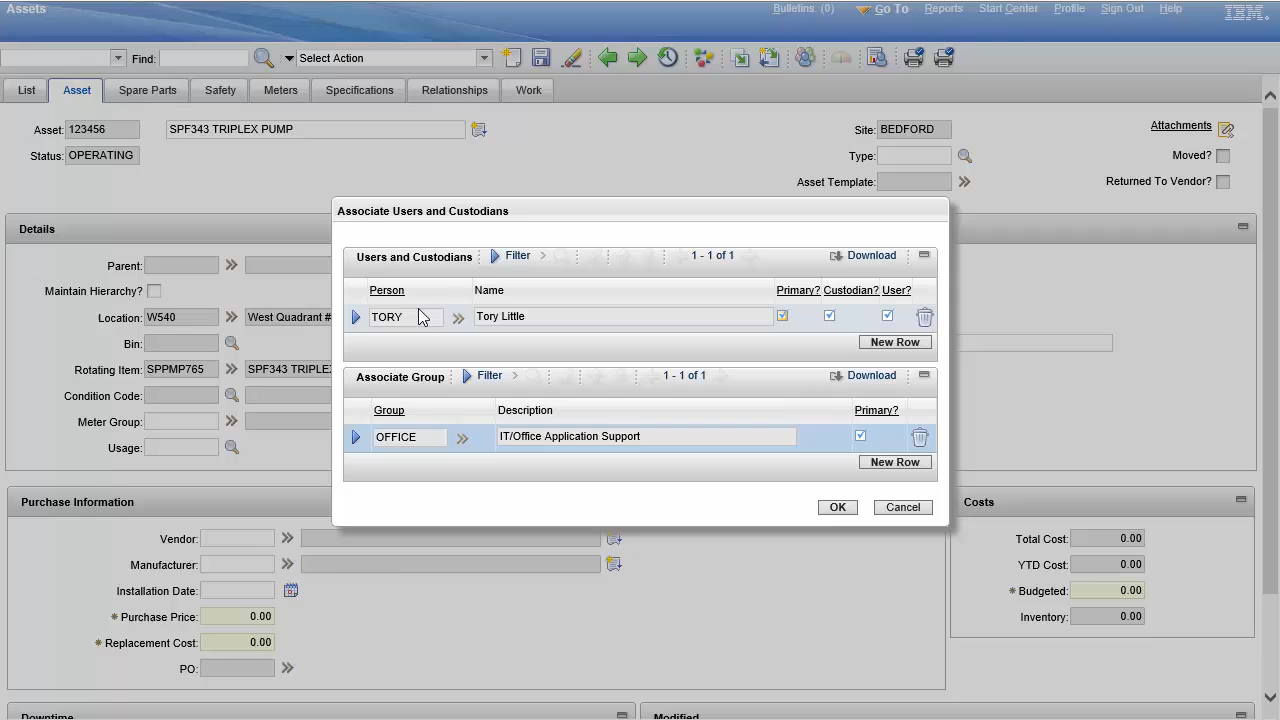 Assets
Bulletins. (0) Go To Reports Start Center Profile Sign Out Help IBM.
Find: Select Action
List Asset Spare Parts Safety Meters Specifications Relationships Work
Asset: 123456 SPF343 TRIPLEX PUMP Site: BEDFORD Attachments
Status: OPERATING Type: Moved?
Asset Template: Returned To Vendor?
Associate Users and Custodians
Details
Users and Custodians Filter 1 - 1 of 1 Download
Parent:
Maintain Hierarchy?
Person Name Primary? Custodian? User?
Location: W540 West Quadrant #
TORY Tory Little
Bin: New Row
Rotating Item: SPPMP765 SPF343 TRIPLE
Associate Group Filter 1 - 1 of 1 Download
Condition Code:
Group Description Primary?
Meter Group:
OFFICE IT/Office Application Support
Usage:
New Row
Purchase Information Costs
OK Cancel
Vendor: Total Cost: 0.00
Manufacturer: YTD Cost: 0.00
Installation Date: * Budgeted: 0.00
* Purchase Price: 0.00 Inventory: 0.00
* Replacement Cost: 0.00
PO:
Downtime Modified